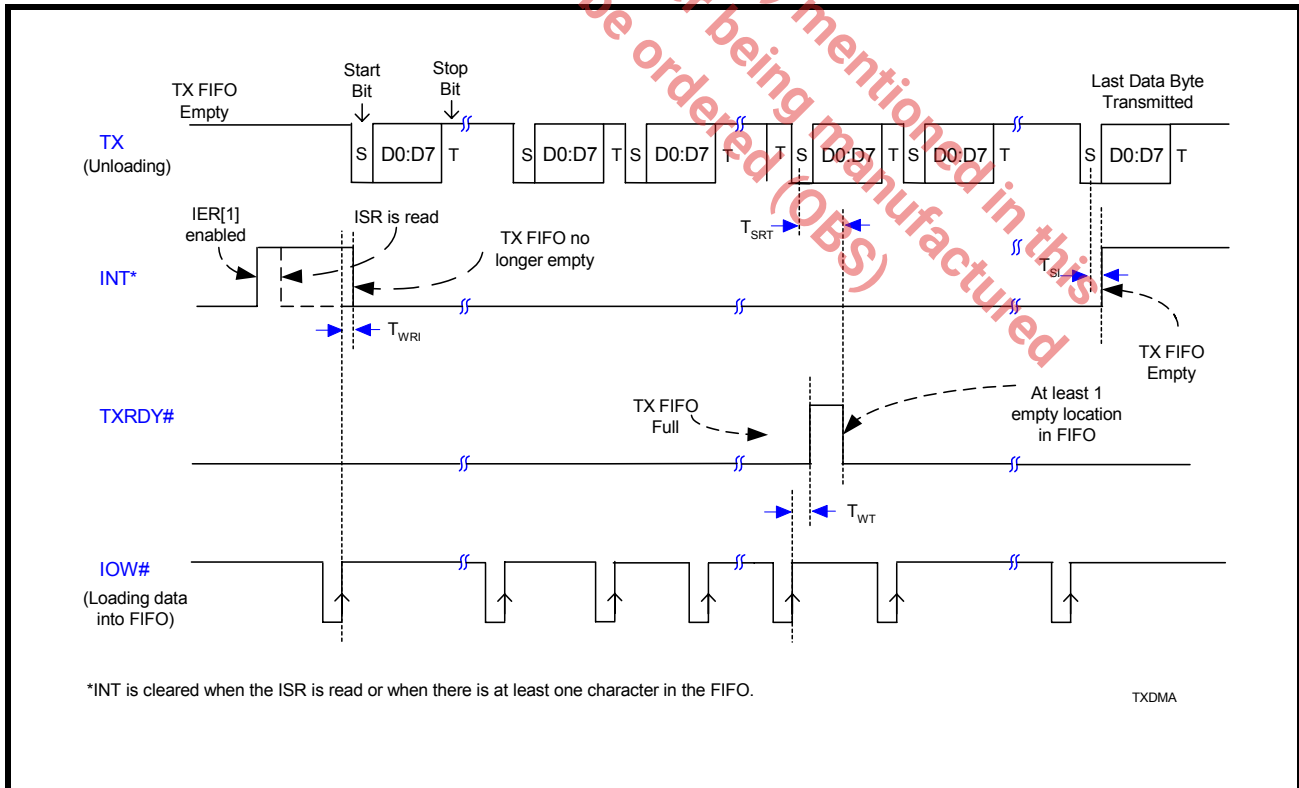 mentioned in this
er being manufactured
be ordered (OBS)
TX FIFO
Empty
Start
Bit
Stop
Bit
Last Data Byte
Transmitted
TX
(Unloading)
S D0:D7 T S D0:D7 T S D0:D7 T T S D0:D7 T S D0:D7 T S D0:D7 T
IER[1]
enabled
ISR is read
TX FIFO no
longer empty
INT*
TWRI
TSRT
TSI
TX FIFO
Empty
TXRDY#
TX FIFO
Full
At least 1
empty location
in FIFO
TWT
IOW#
(Loading data
into FIFO)
*INT is cleared when the ISR is read or when there is at least one character in the FIFO.
TXDMA